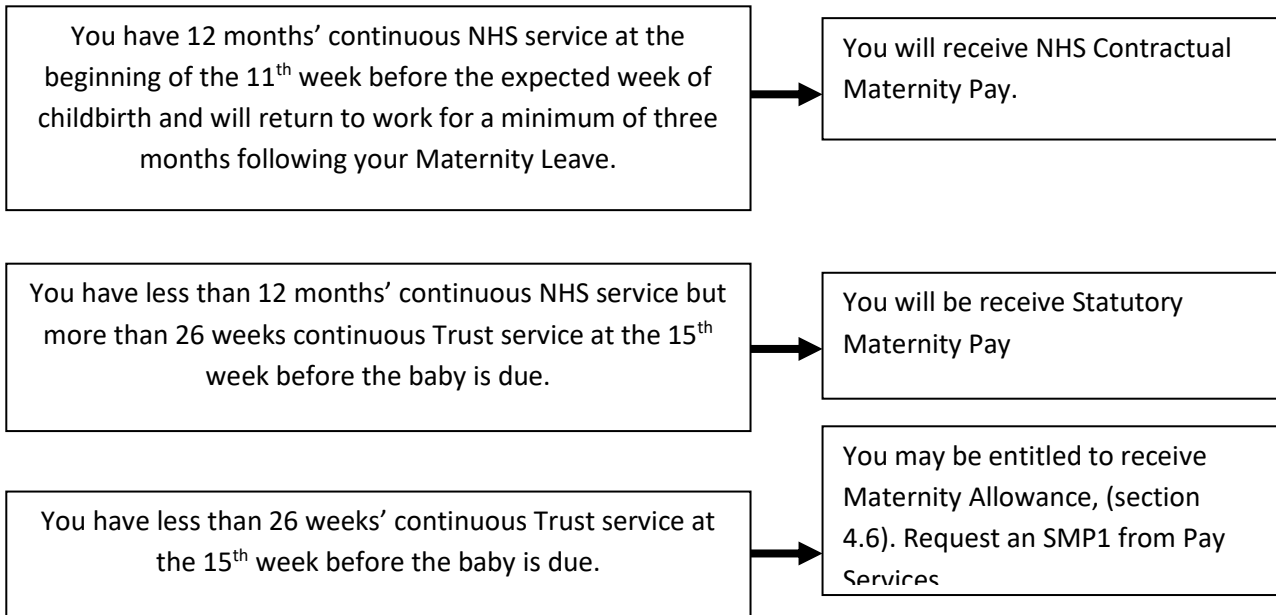 You have 12 months’ continuous NHS service at the
beginning of the 11th week before the expected week of
childbirth and will return to work for a minimum of three
months following your Maternity Leave.
You will receive NHS Contractual
Maternity Pay.
You have less than 12 months’ continuous NHS service but
more than 26 weeks continuous Trust service at the 15th
week before the baby is due.
You will be receive Statutory
Maternity Pay
You have less than 26 weeks’ continuous Trust service at
the 15th week before the baby is due.
You may be entitled to receive
Maternity Allowance, (section
4.6). Request an SMP1 from Pay
Services